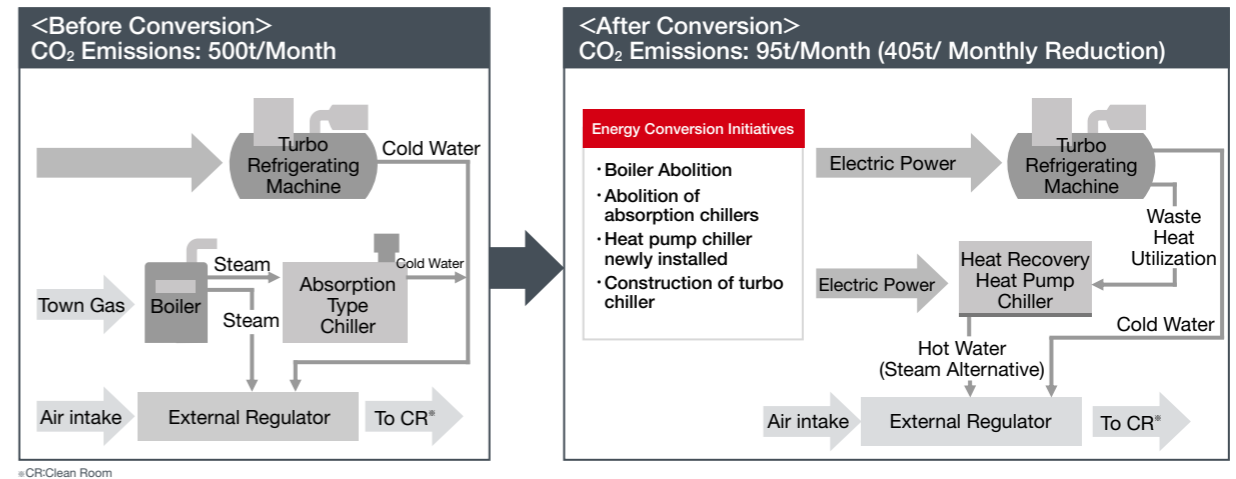 <Before Conversion>
CO₂ Emissions: 500t/Month
Turbo
Refrigerating
Machine
Cold Water
Town Gas
Boiler
Steam
Steam
Absorption
Type
Chiller
Cold Water
Air intake
External Regulator
To CR※
※CR:Clean Room
<After Conversion>
CO₂ Emissions: 95t/Month (405t/ Monthly Reduction)
Energy Conversion Initiatives
・Boiler Abolition
・Abolition of
absorption chillers
・Heat pump chiller
newly installed
・Construction of turbo
chiller
Electric Power
Turbo
Refrigerating
Machine
Waste
Heat
Utilization
Electric Power
Heat Recovery
Heat Pump
Chiller
Cold Water
Hot Water
(Steam Alternative)
Air intake
External Regulator
To CR※